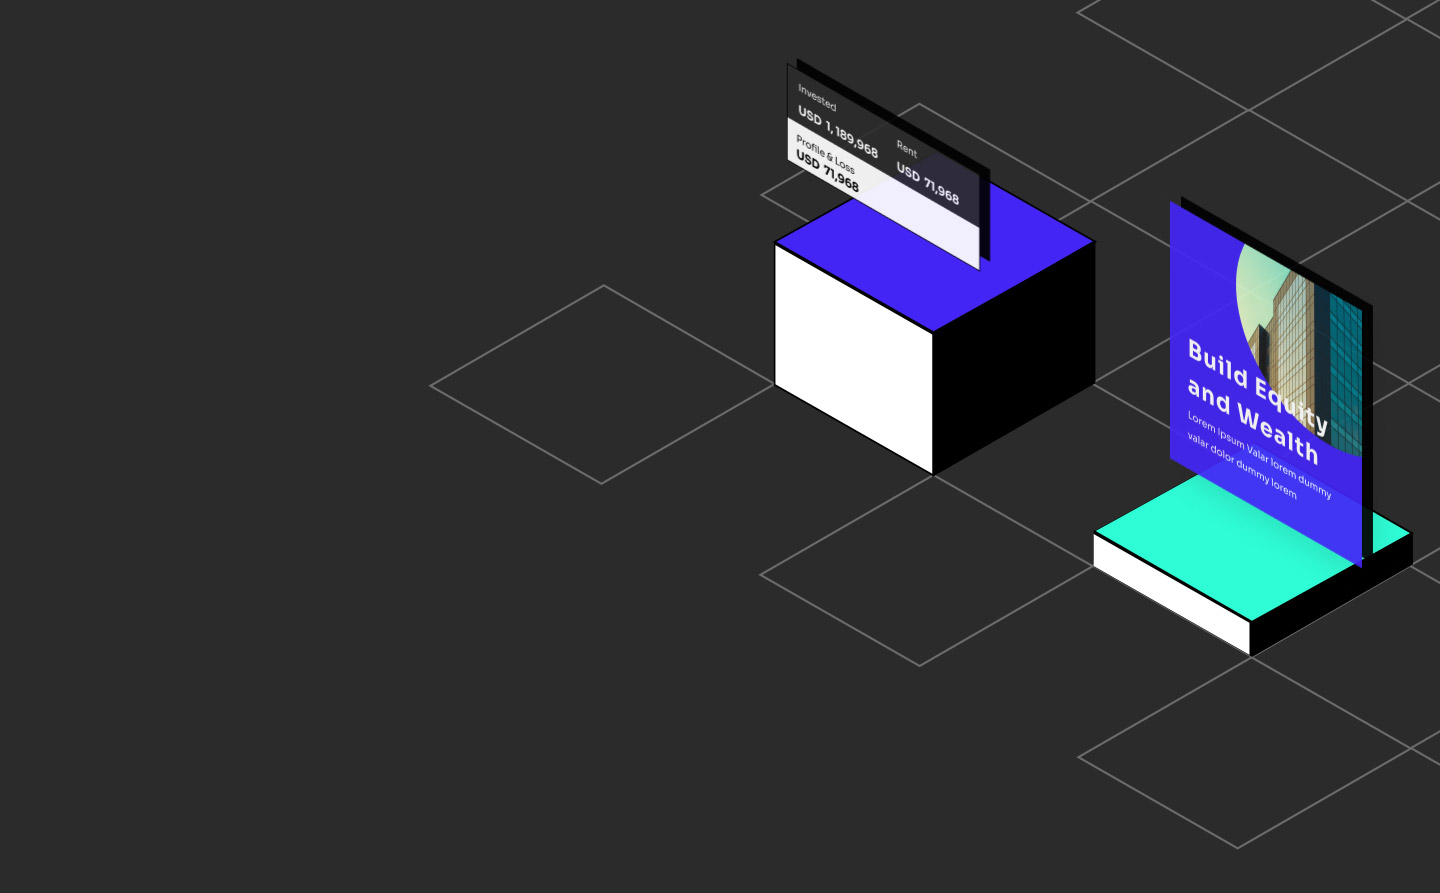 Invested
USD 1,189,968
Rent
USD 71,968
Profile & Loss
USD 71,968
Build Equity
and Wealth
Lorem Ipsum Valar lorem dummy
valar dolor dummy lorem